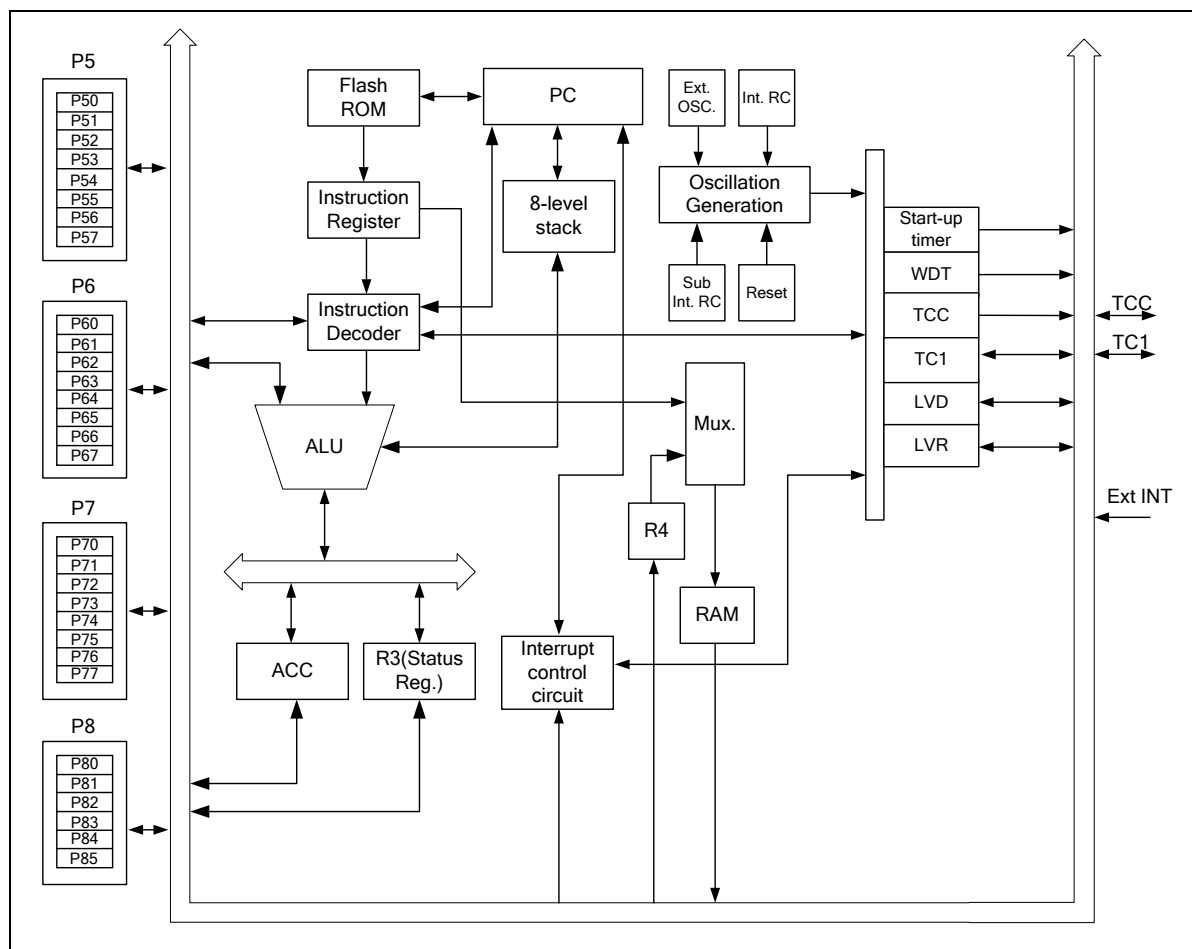 P5
P50
P51
P52
P53
P54
P55
P56
P57
P6
P60
P61
P62
P63
P64
P65
P66
P67
P7
P70
P71
P72
P73
P74
P75
P76
P77
P8
P80
P81
P82
P83
P84
P85
Flash
ROM
PC
Instruction
Register
8-level
stack
Instruction
Decoder
ALU
ACC
R3(Status
Reg.)
Interrupt
control
circuit
Ext.
OSC.
Int. RC
Oscillation
Generation
Sub
Int. RC
Reset
Mux.
R4
RAM
Start-up
timer
WDT
TCC
TC1
LVD
LVR
TCC
TC1
Ext INT